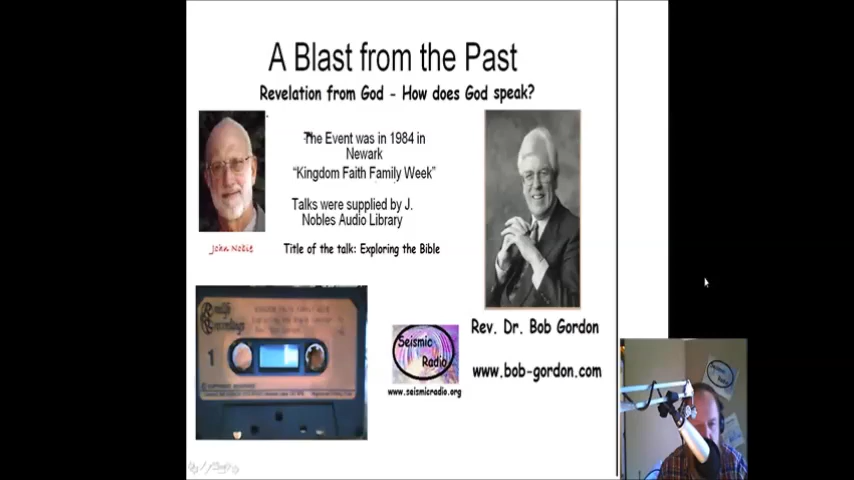 A Blast from the Past
Revelation from God - How does God speak?
The Event was in 1984 in
Newark
“Kingdom Faith Family Week”
Talks were supplied by J.
Nobles Audio Library
John Noble
Title of the talk: Exploring the Bible
1
Seismic
Radio
www.seismicradio.org
Rev. Dr. Bob Gordon
www.bob-gordon.com